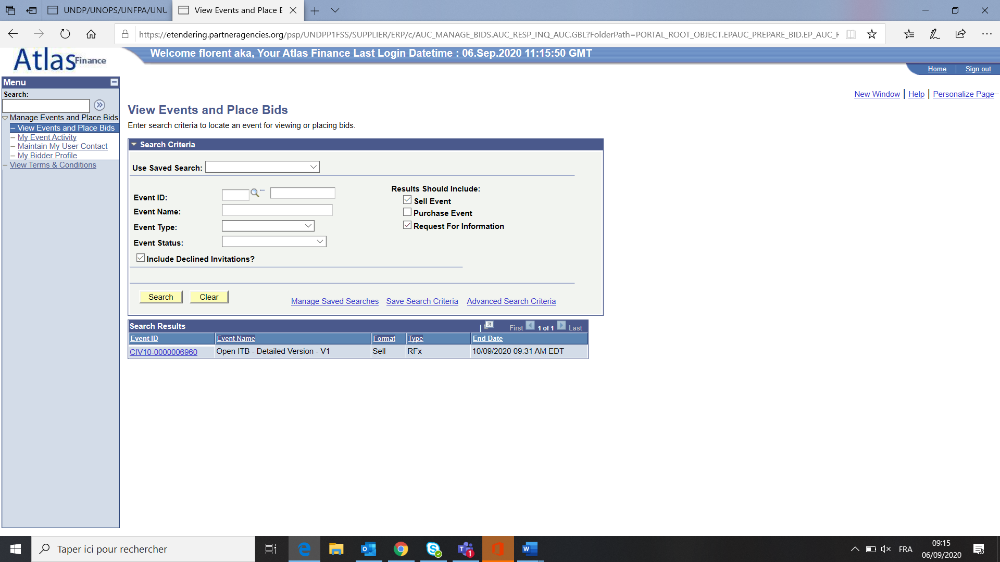 UNDP/UNOPS/UNFPA/UNU
View Events and Place B
https://etendering.partneragencies.org/psp/UNDPP1FSS/SUPPLIER/ERP/c/AUC_MANAGE_BIDS.AUC_RESP_INQ_AUC.GBL?FolderPath=PORTAL_ROOT_OBJECT.EPAUC_PREPARE_BID.EP_AUC_R
Atlas Finance
Welcome florent aka, Your Atlas Finance Last Login Datetime : 06.Sep.2020 11:15:50 GMT
Home | Sign out
Menu
Search:
Manage Events and Place Bids
– View Events and Place Bids
– My Event Activity
– Maintain My User Contact
– My Bidder Profile
– View Terms & Conditions
New Window | Help | Personalize Page
View Events and Place Bids
Enter search criteria to locate an event for viewing or placing bids.
Search Criteria
Use Saved Search:
Event ID:
Event Name:
Event Type:
Event Status:
Include Declined Invitations?
Results Should Include:
Sell Event
Purchase Event
Request For Information
Search Clear
Manage Saved Searches Save Search Criteria Advanced Search Criteria
Search Results | First 1 of 1 Last
Event ID Event Name Format Type End Date
CIV10-0000006960 Open ITB - Detailed Version - V1 Sell RFx 10/09/2020 09:31 AM EDT
Taper ici pour rechercher
1
FRA
09:15
06/09/2020